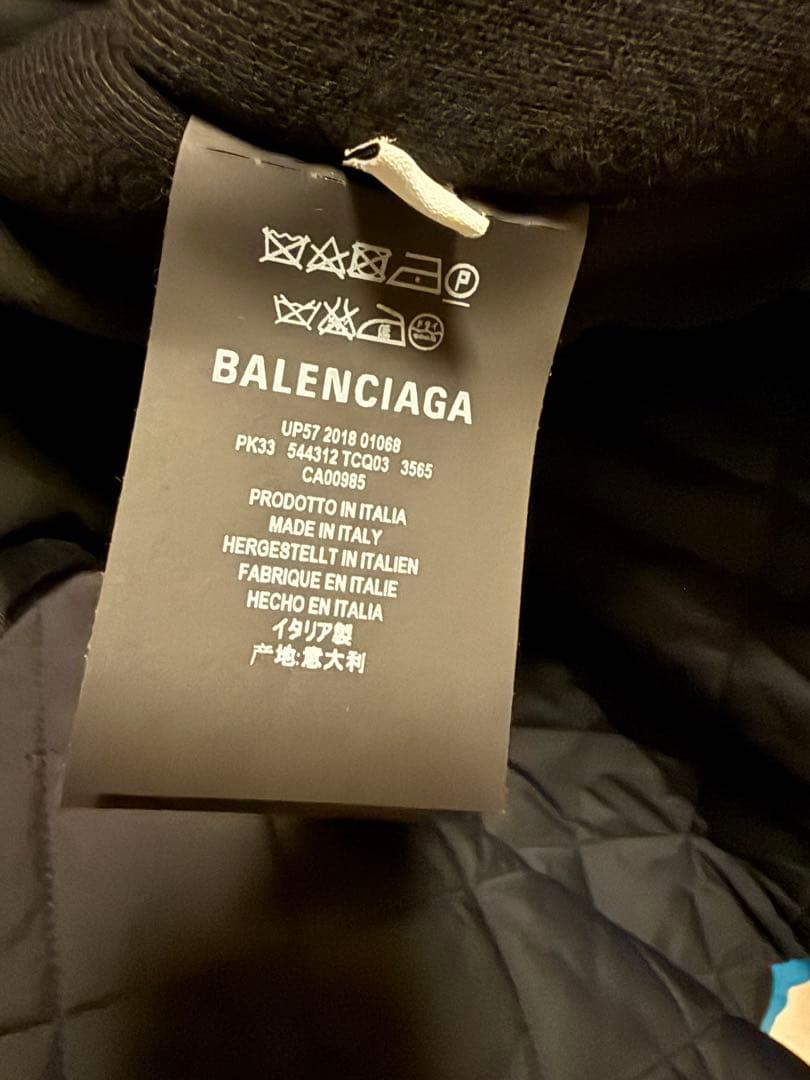 P
BALENCIAGA
UP57 2018 01068
PK33 544312 TCQ03 3565
CA00985
PRODOTTO IN ITALIA
MADE IN ITALY
HERGESTELLT IN ITALIEN
FABRIQUE EN ITALIE
HECHO EN ITALIA
イタリア製
产地:意大利